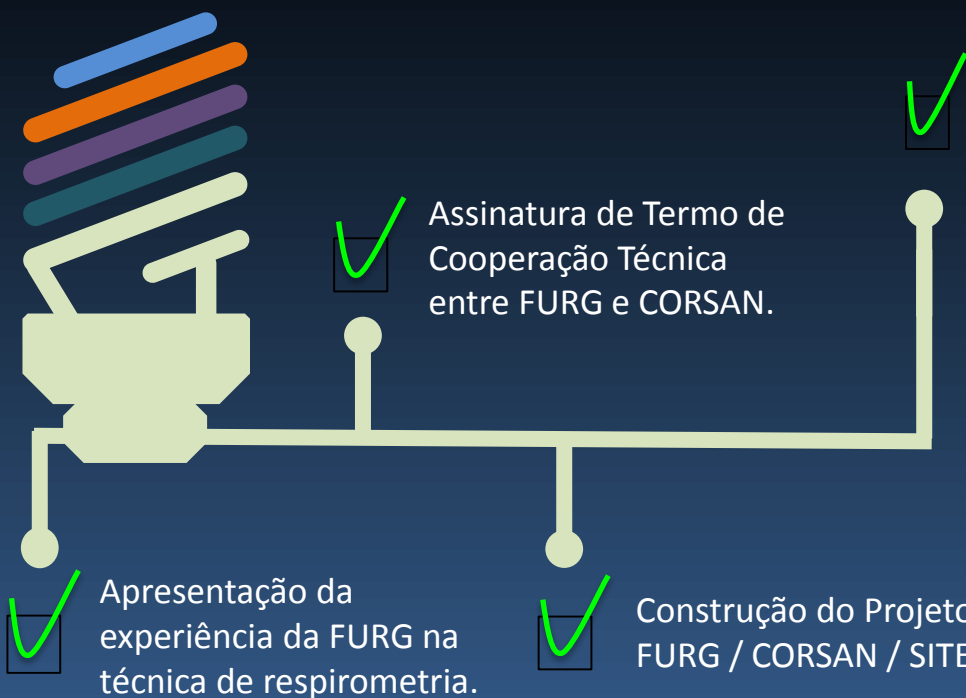 Assinatura de Termo de
Cooperação Técnica
entre FURG e CORSAN.
Apresentação da
experiência da FURG na
técnica de respirometria.
Construção do Projeto
FURG / CORSAN /